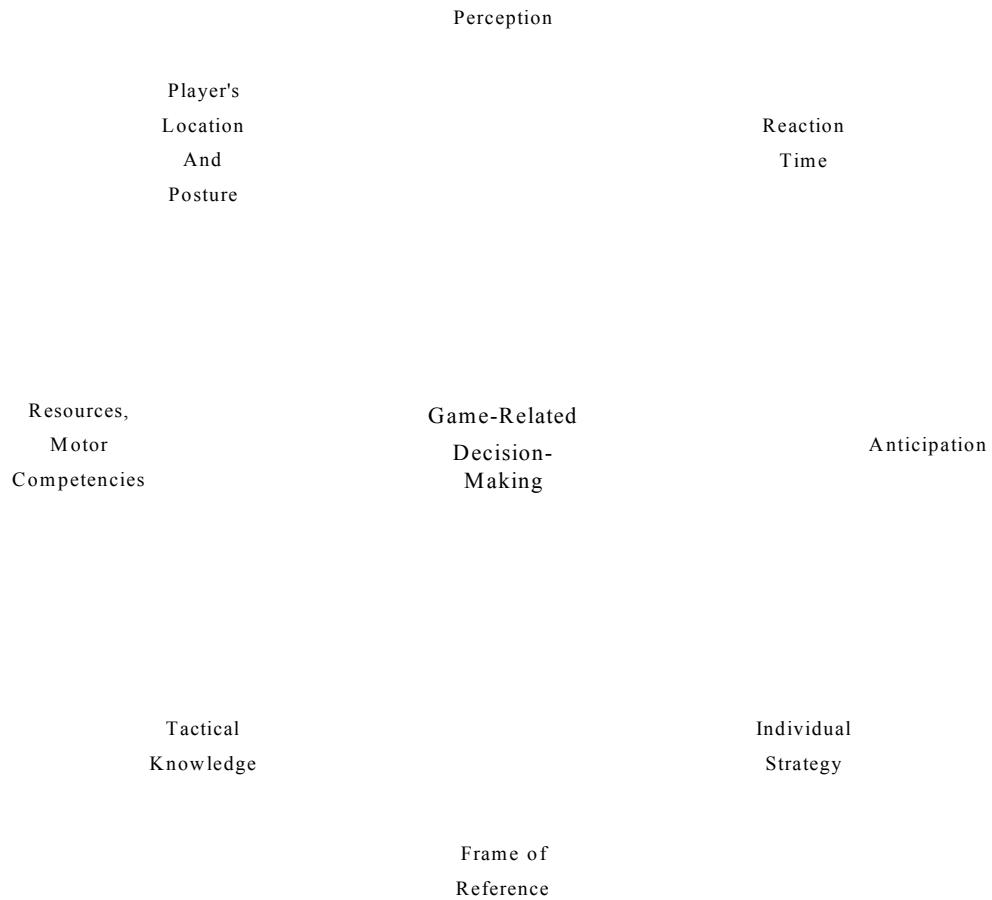 Perception
Player's
Location
And
Posture
Reaction
Time
Resources,
Motor
Competencies
Game-Related
Decision-
Making
Anticipation
Tactical
Knowledge
Individual
Strategy
Frame of
Reference